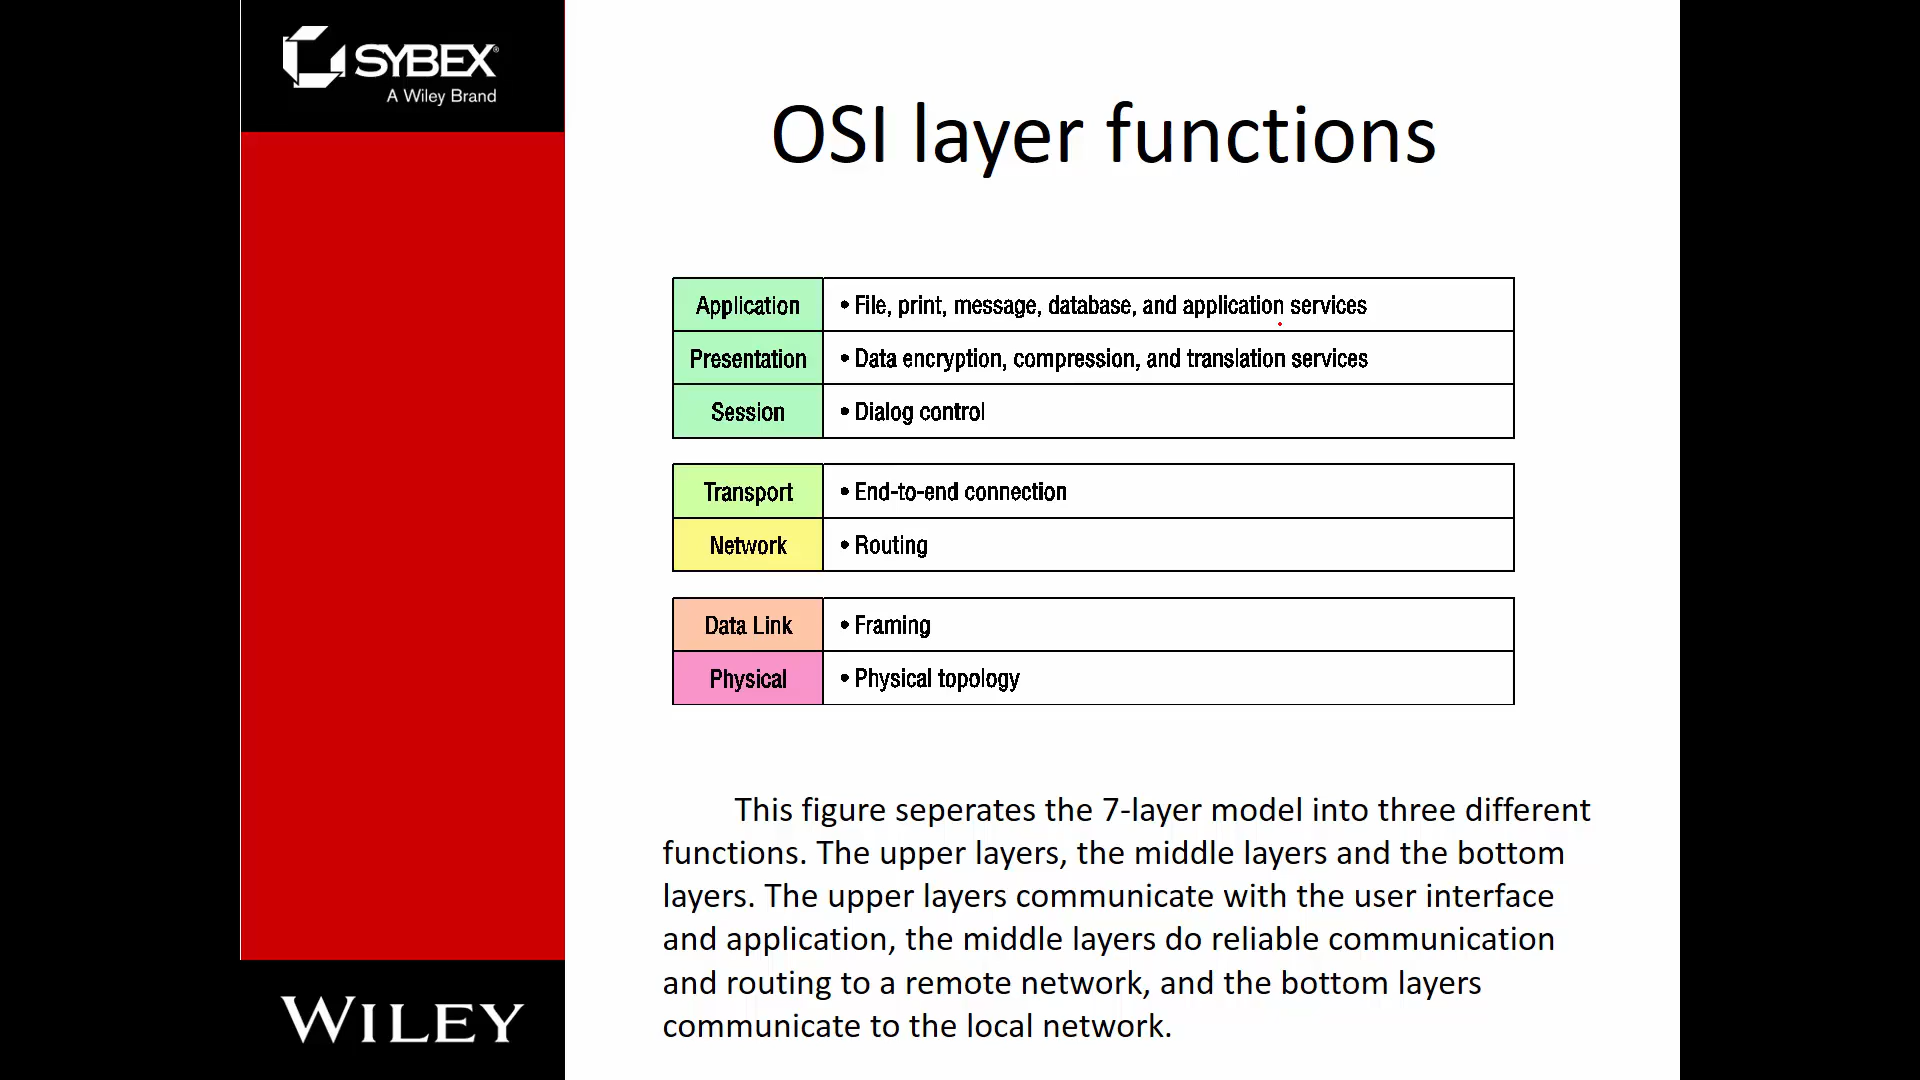 SYBEX®
A Wiley Brand
OSI layer functions
Application • File, print, message, database, and application services
Presentation • Data encryption, compression, and translation services
Session • Dialog control
Transport • End-to-end connection
Network • Routing
Data Link • Framing
Physical • Physical topology
This figure seperates the 7-layer model into three different
functions. The upper layers, the middle layers and the bottom
layers. The upper layers communicate with the user interface
and application, the middle layers do reliable communication
and routing to a remote network, and the bottom layers
communicate to the local network.
WILEY